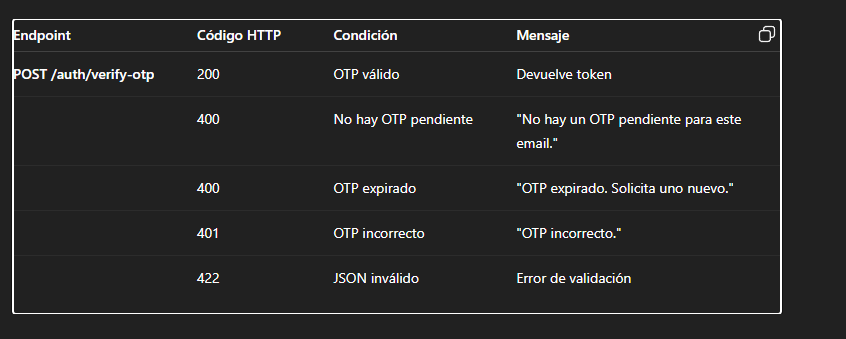 Endpoint Código HTTP Condición Mensaje
POST /auth/verify-otp 200 OTP válido Devuelve token
400 No hay OTP pendiente "No hay un OTP pendiente para este
email."
400 OTP expirado "OTP expirado. Solicita uno nuevo."
401 OTP incorrecto "OTP incorrecto."
422 JSON inválido Error de validación